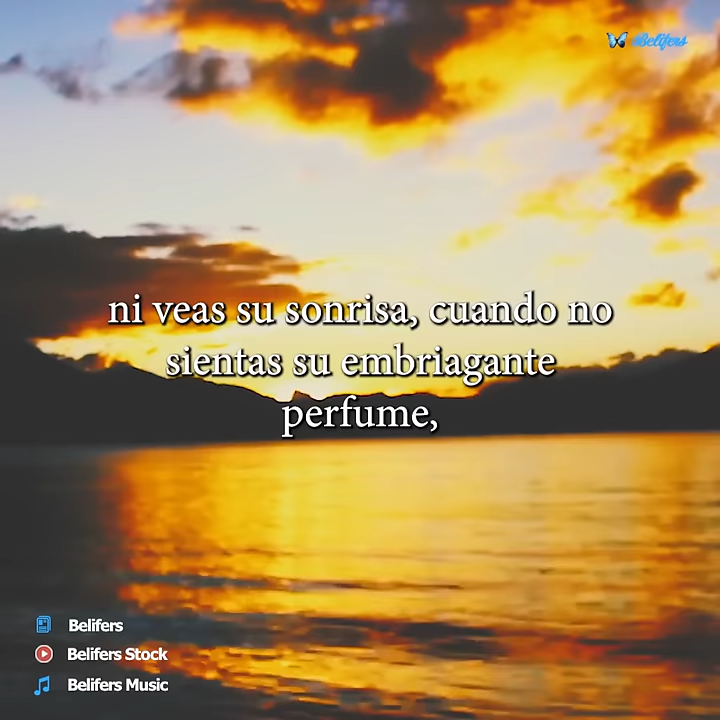 Belifers
ni veas su sonrisa, cuando no
sientas su embriagante
perfume,
Belifers
Belifers Stock
Belifers Music